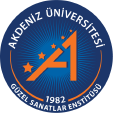 AKDENİZ ÜNİVERSİTESİ
1982
GÜZEL SANATLAR ENSTİTÜSÜ